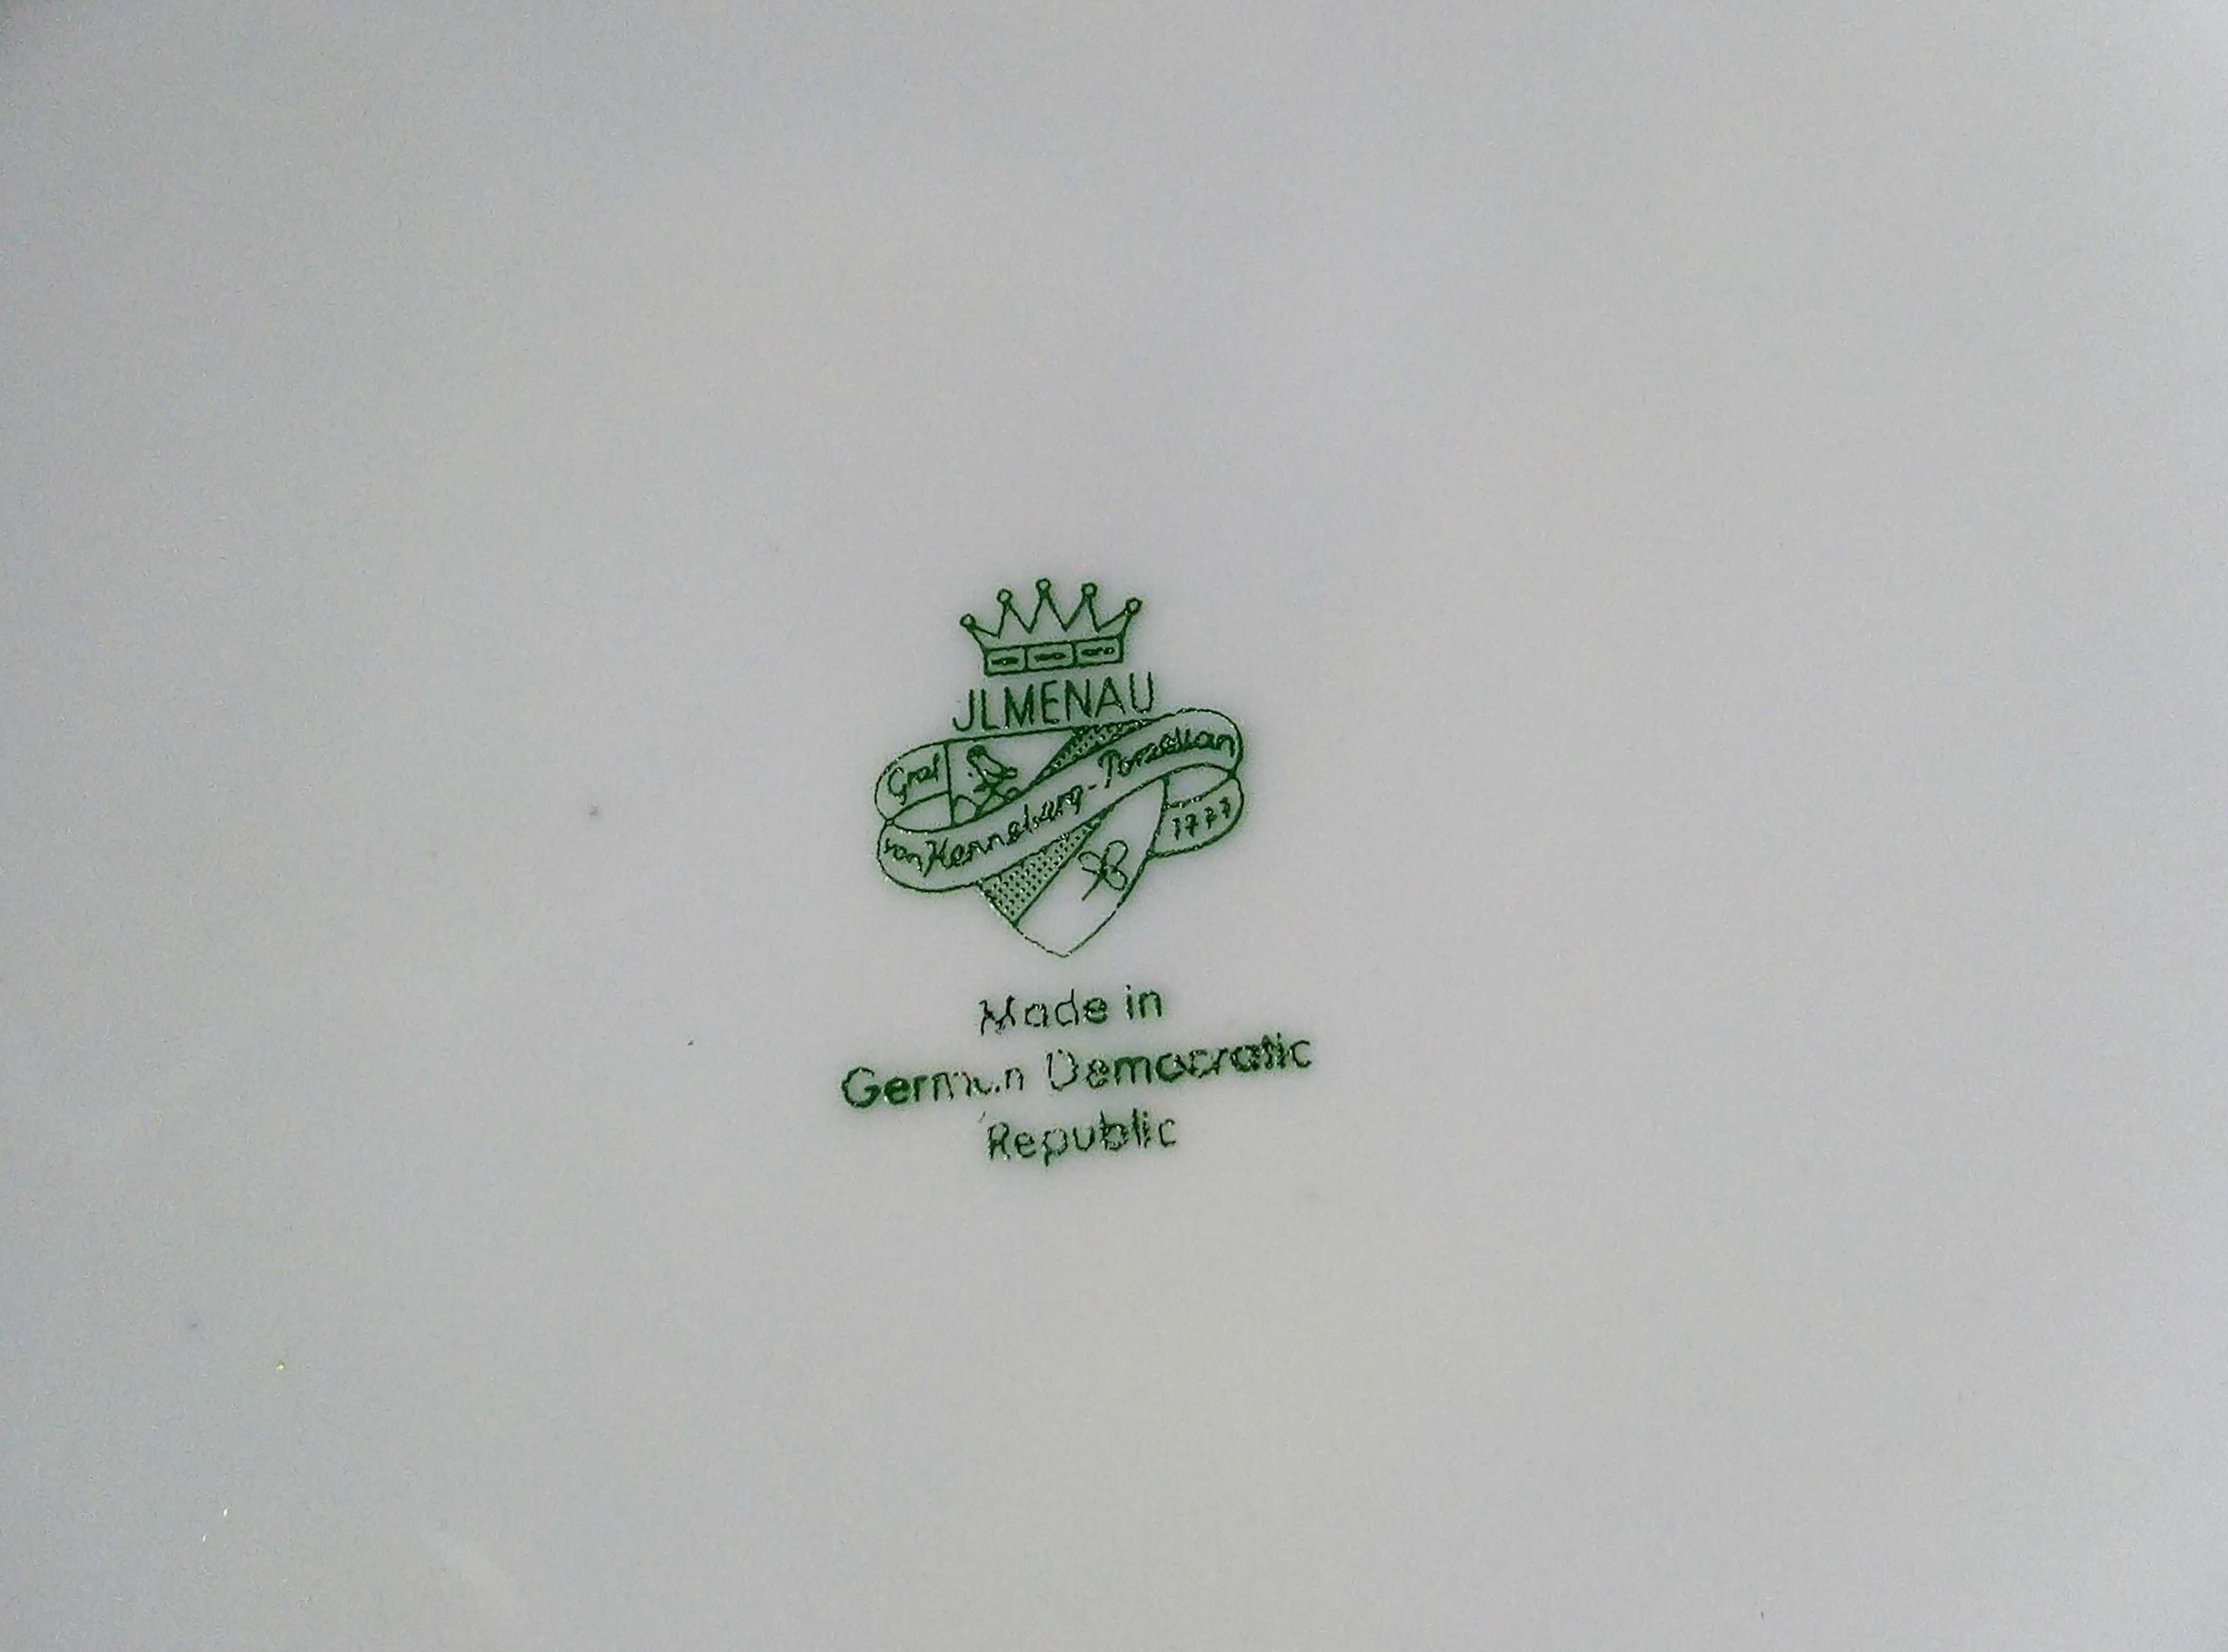 JLMENAU
Graf
von Henneberg-Porzellan
1777
Made in
German Democratic
Republic